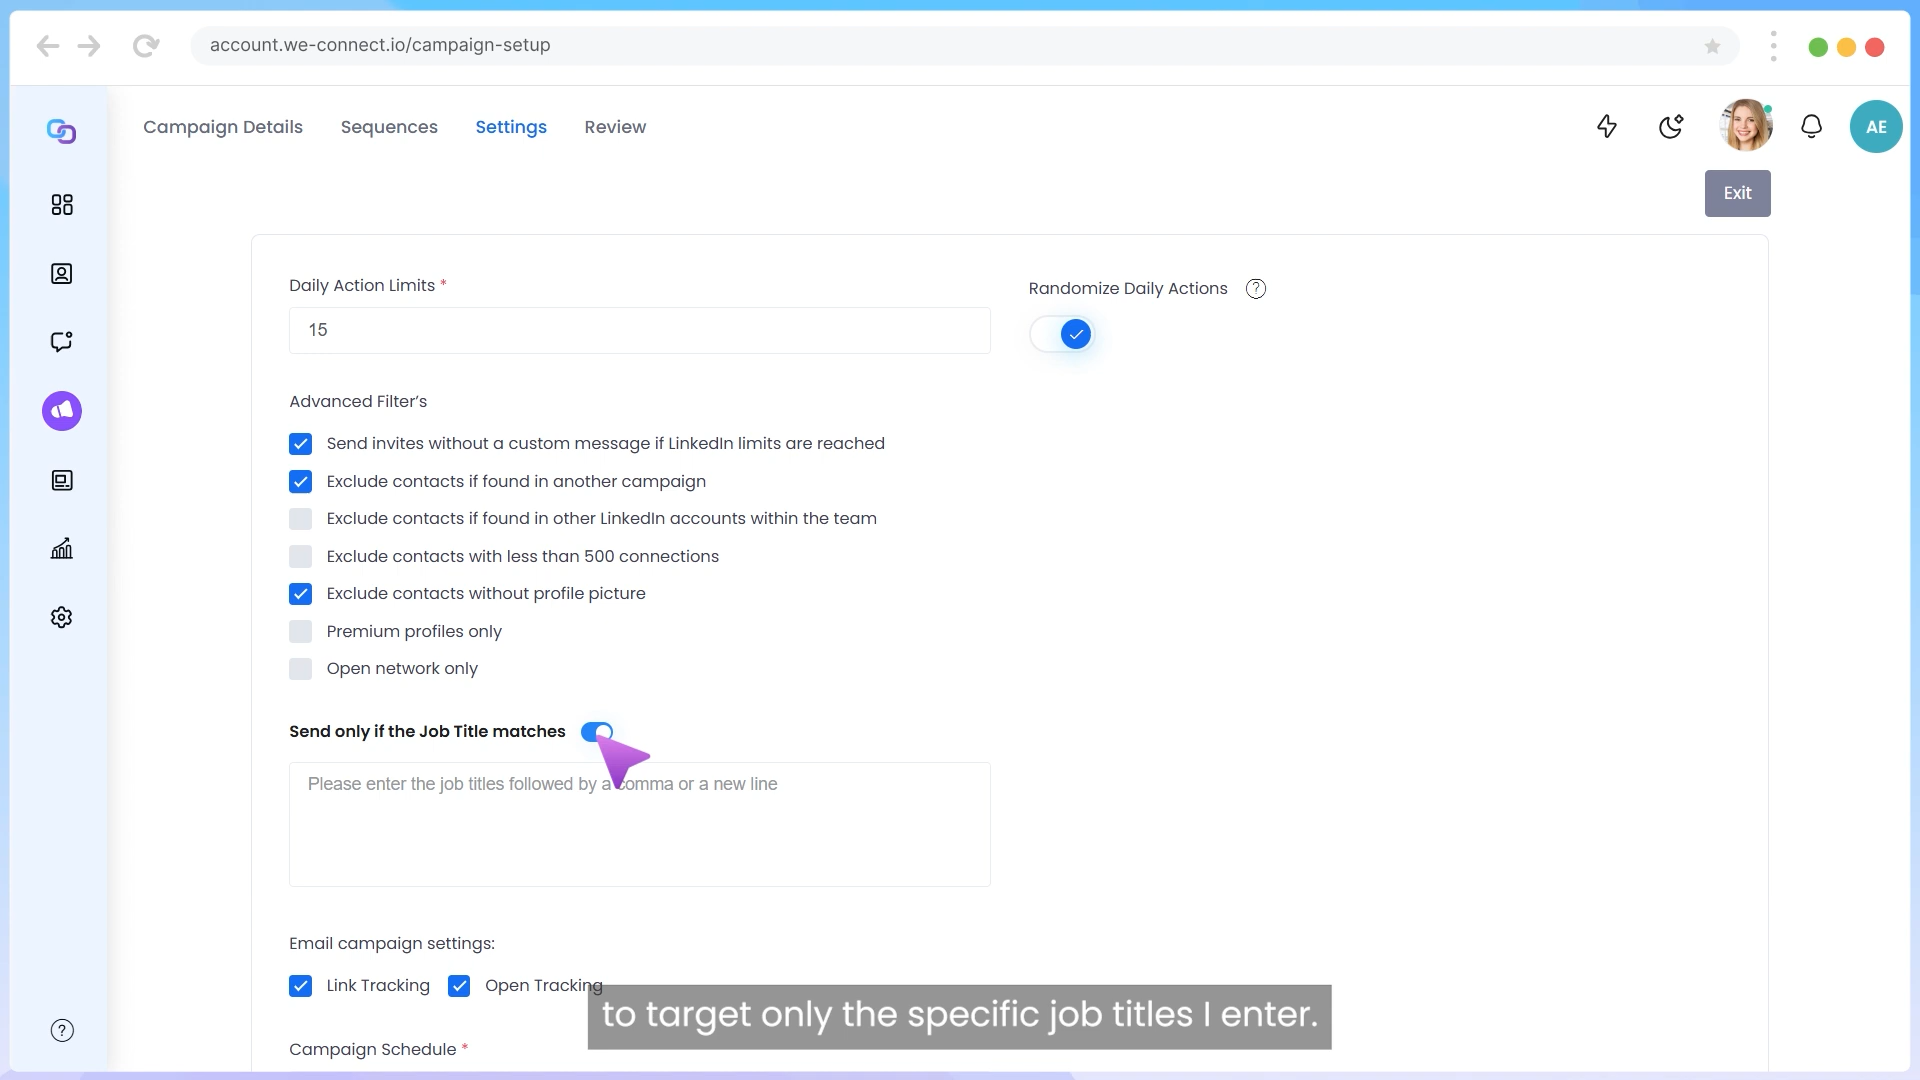 account.we-connect.io/campaign-setup
Campaign Details
Sequences
Settings
Review
AE
Exit
Daily Action Limits *
15
Randomize Daily Actions ?
Advanced Filter's
Send invites without a custom message if LinkedIn limits are reached
Exclude contacts if found in another campaign
Exclude contacts if found in other LinkedIn accounts within the team
Exclude contacts with less than 500 connections
Exclude contacts without profile picture
Premium profiles only
Open network only
Send only if the Job Title matches
Please enter the job titles followed by a comma or a new line
Email campaign settings:
Link Tracking
Open Tracking
to target only the specific job titles I enter.
Campaign Schedule *
?